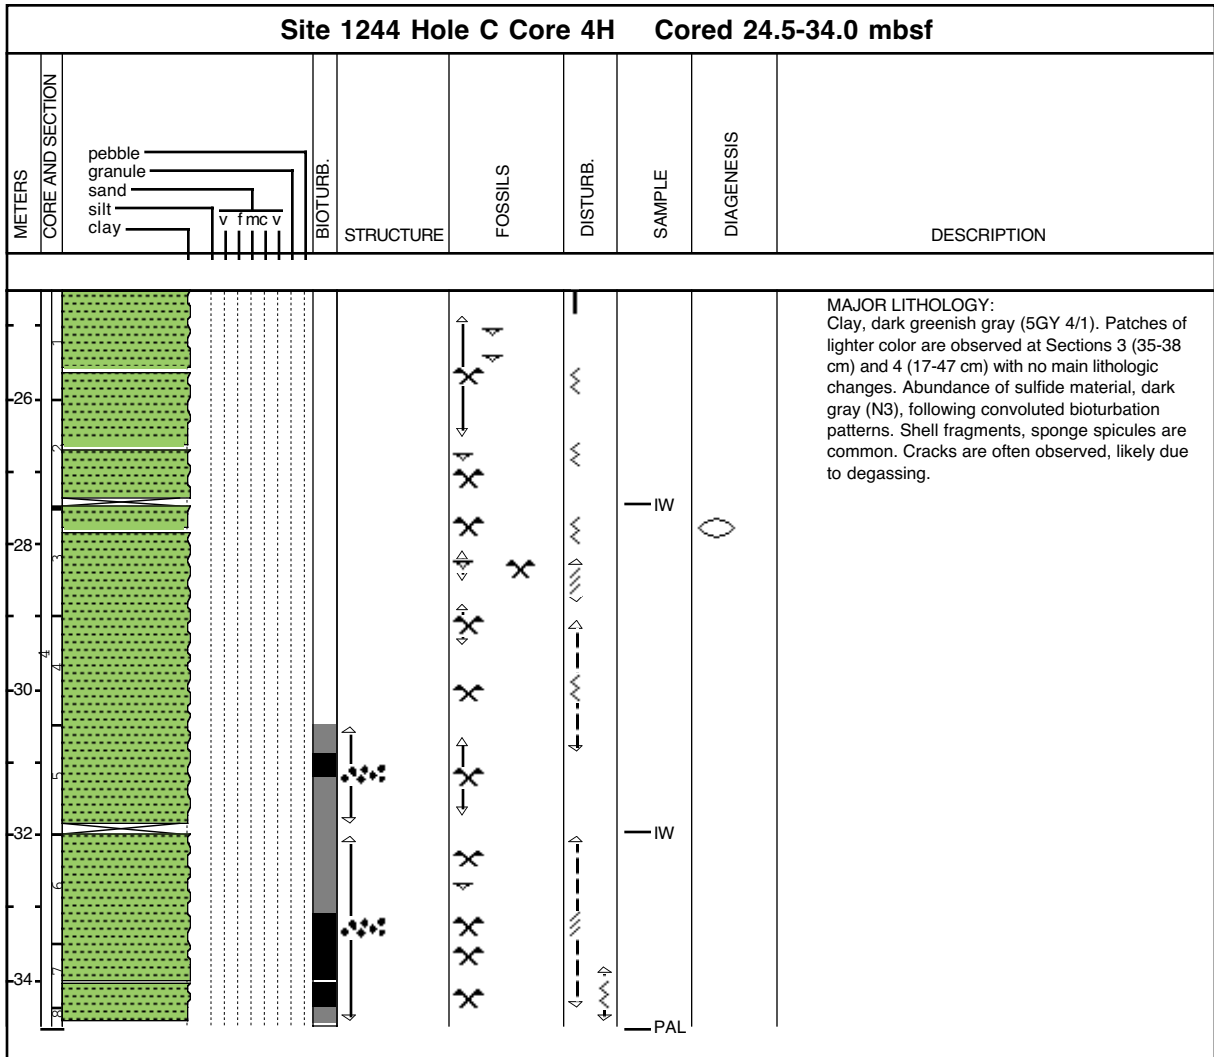 Site 1244 Hole C Core 4H Cored 24.5-34.0 mbsf
METERS
CORE AND SECTION
pebble
granule
sand
silt
v f m c v
clay
BIOTURB.
STRUCTURE
FOSSILS
DISTURB.
SAMPLE
DIAGENESIS
DESCRIPTION
MAJOR LITHOLOGY:
Clay, dark greenish gray (5GY 4/1). Patches of
lighter color are observed at Sections 3 (35-38
cm) and 4 (17-47 cm) with no main lithologic
changes. Abundance of sulfide material, dark
gray (N3), following convoluted bioturbation
patterns. Shell fragments, sponge spicules are
common. Cracks are often observed, likely due
to degassing.
1
26
2
IW
28
3
4
4
30
5
32
IW
6
7
34
8
PAL